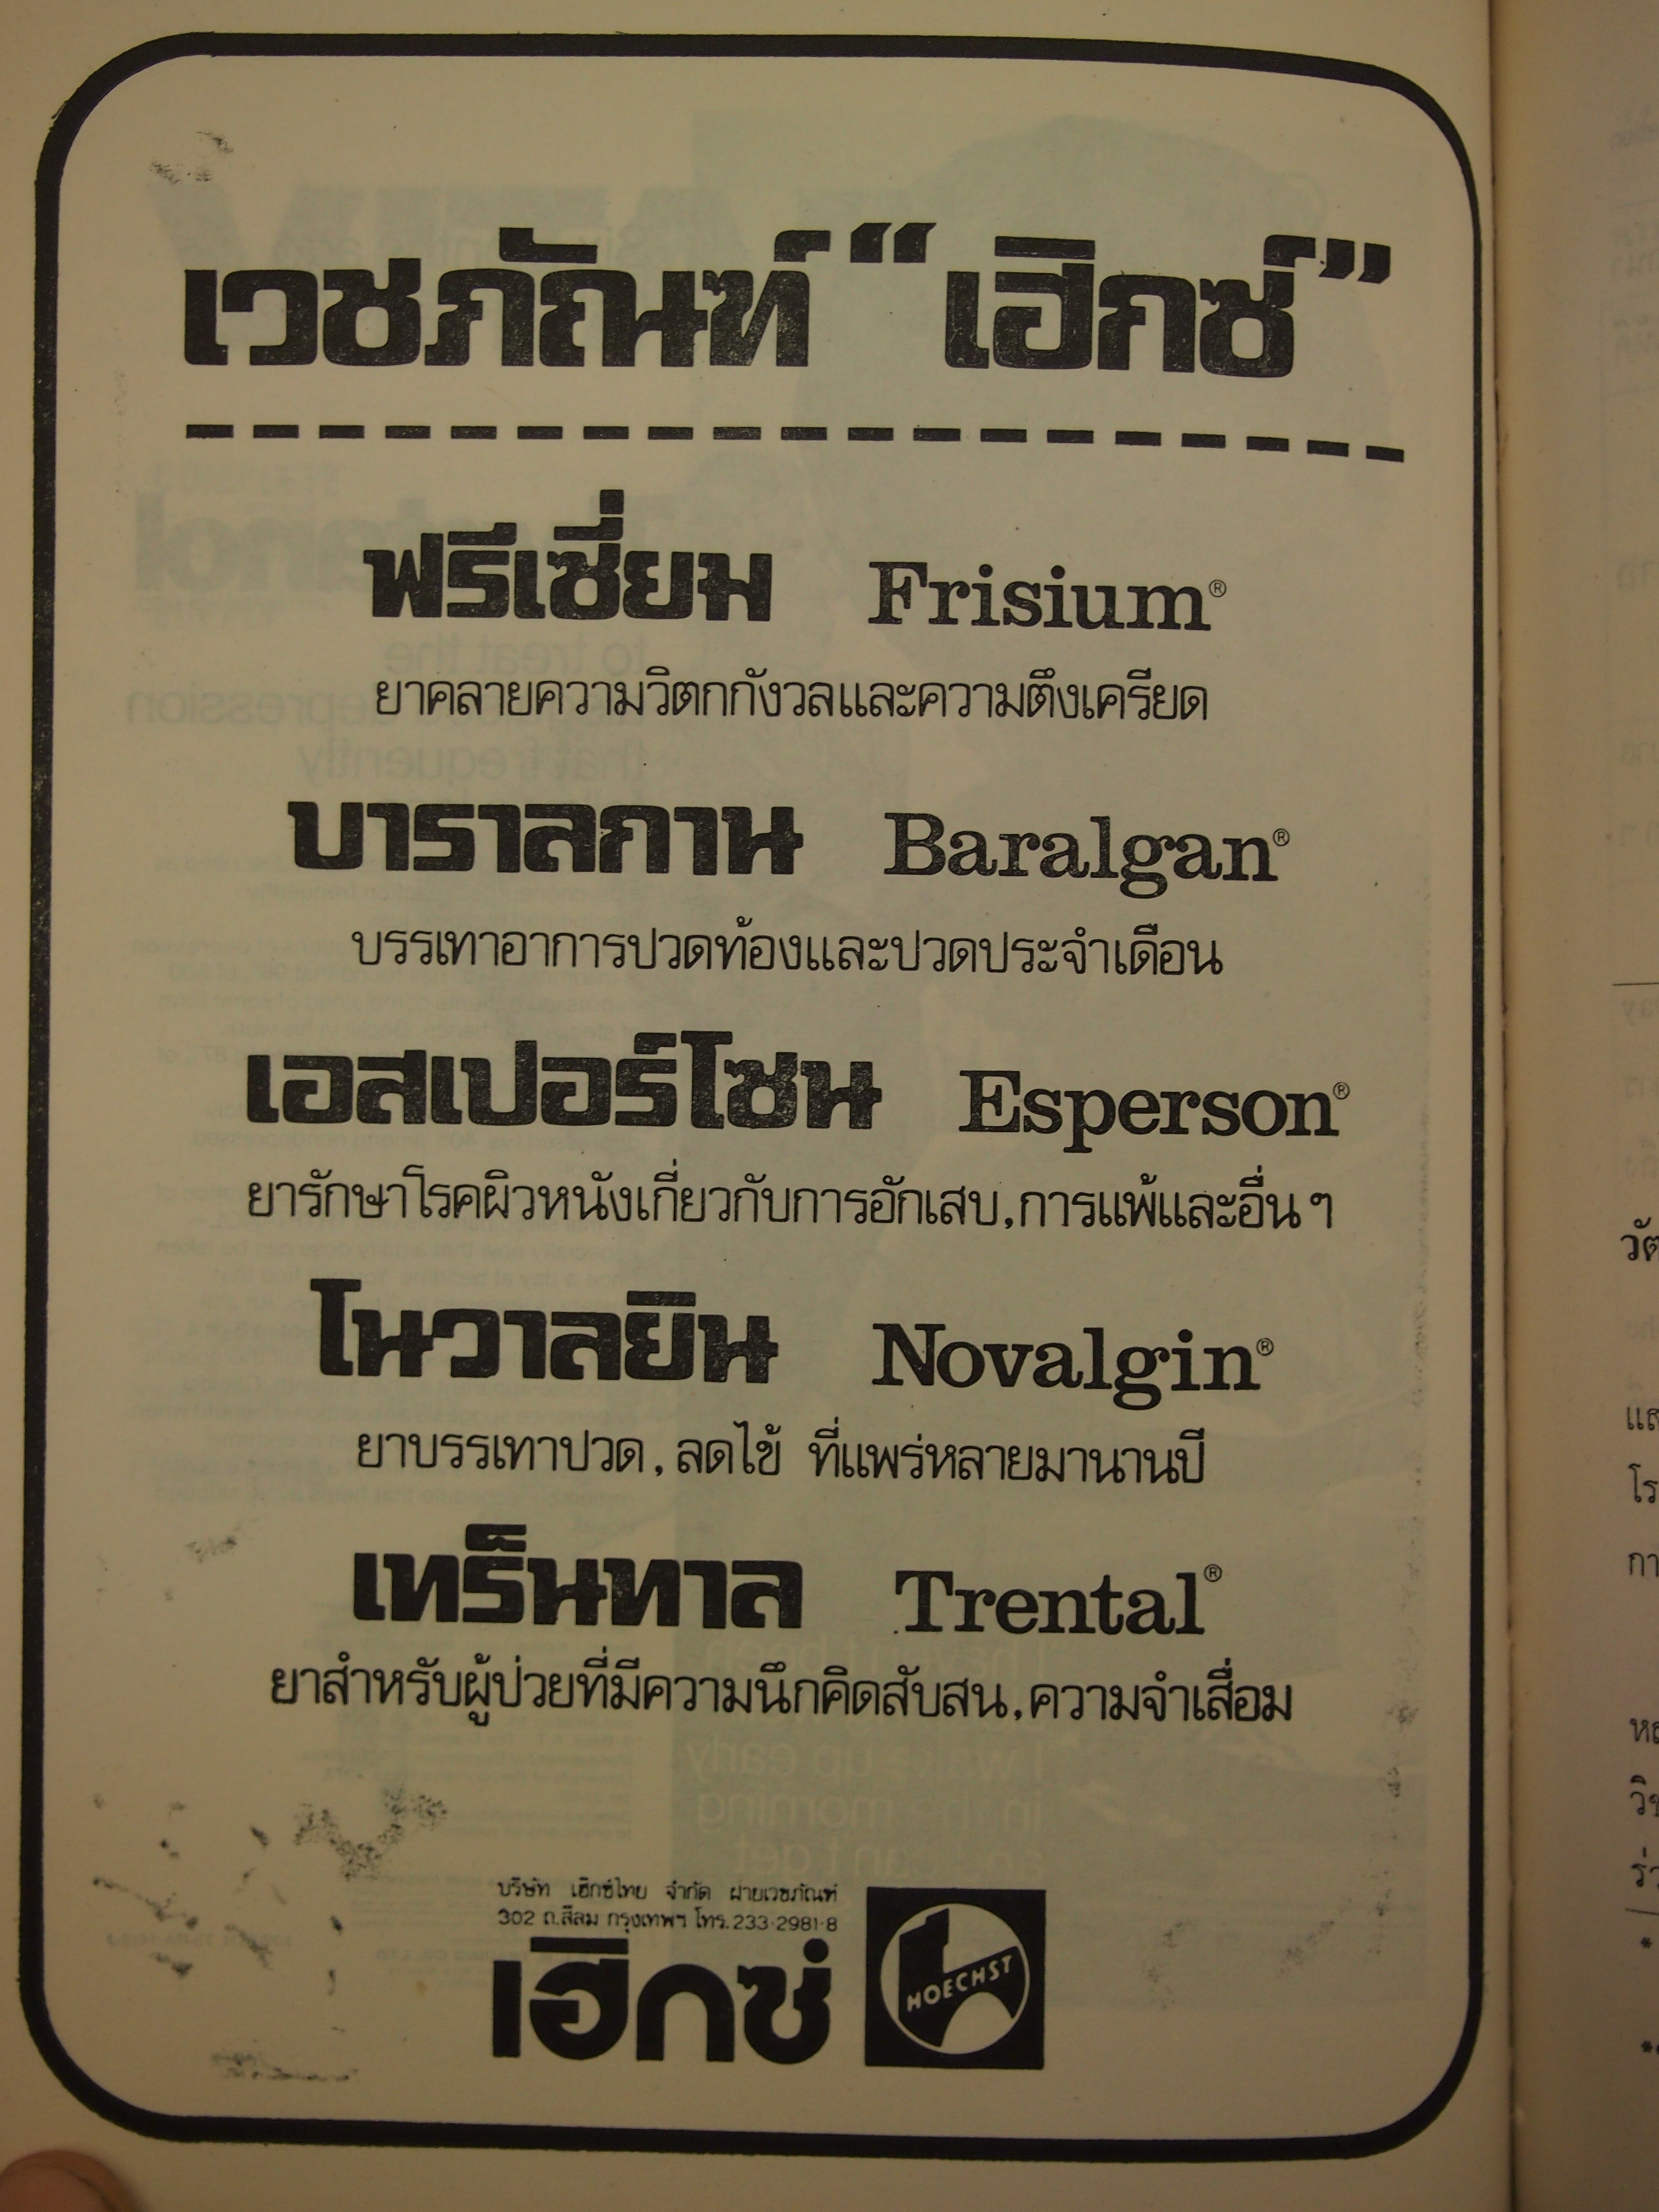 เวชภัณฑ์ “เฮิกซ์”
ฟรีเซี่ยม Frisium®
ยาคลายความวิตกกังวลและความตึงเครียด
บาราลกาน Baralgan®
บรรเทาอาการปวดท้องและปวดประจำเดือน
เอสเปอร์โซน Esperson®
ยารักษาโรคผิวหนังเกี่ยวกับการอักเสบ,การแพ้และอื่น ๆ
โนวาลยิน Novalgin®
ยาบรรเทาปวด, ลดไข้ ที่แพร่หลายมานานปี
เทร็นทาล Trental®
ยาสำหรับผู้ป่วยที่มีความนึกคิดสับสน,ความจำเสื่อม
บริษัท เฮิกซ์ไทย จำกัด ฝ่ายเวชภัณฑ์
302 ถ.สีลม กรุงเทพฯ โทร.233-2981-8
เฮิกซ์
HOECHST